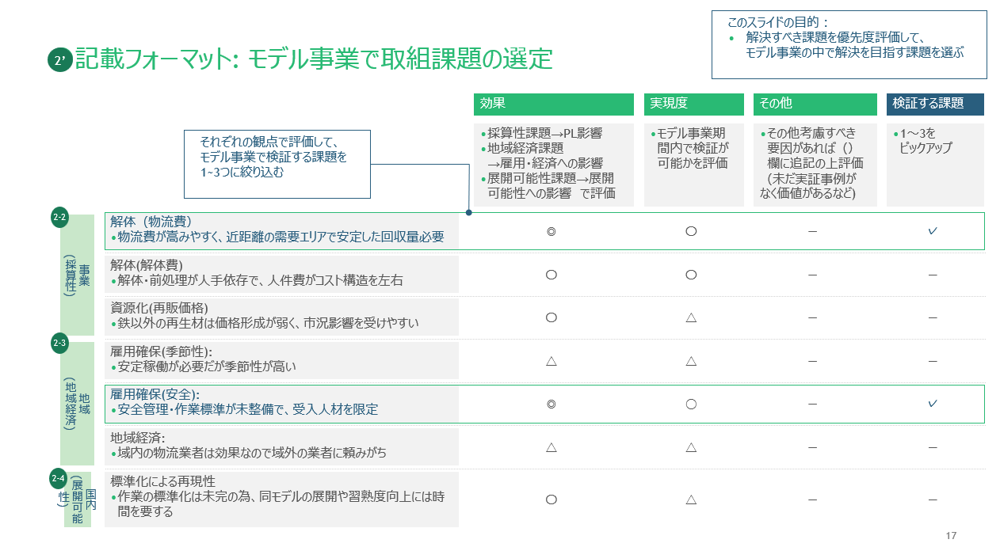 このスライドの目的：
• 解決すべき課題を優先度評価して、
モデル事業の中で解決を目指す課題を選ぶ
2’ 記載フォーマット: モデル事業で取組課題の選定
効果 実現度 その他 検証する課題
•採算性課題→PL影響
•地域経済課題
→雇用・経済への影響
•展開可能性課題→展開
可能性への影響 で評価
•モデル事業期
間内で検証が
可能かを評価
•その他考慮すべき
要因があれば（）
欄に追記の上評価
（未だ実証事例が
なく価値があるなど)
•1～3を
ピックアップ
それぞれの観点で評価して、
モデル事業で検証する課題を
1~3つに絞り込む
2-2
事業
(採算性)
解体（物流費）
•物流費が嵩みやすく、近距離の需要エリアで安定した回収量必要
◎ ○ － ✓
解体(解体費)
•解体・前処理が人手依存で、人件費がコスト構造を左右
○ ○ － －
資源化(再販価格)
•鉄以外の再生材は価格形成が弱く、市況影響を受けやすい
○ △ － －
2-3
地域
(地域経済)
雇用確保(季節性):
•安定稼働が必要だが季節性が高い
△ △ － －
雇用確保(安全):
•安全管理・作業標準が未整備で、受入人材を限定
◎ ○ － ✓
地域経済:
•域内の物流業者は効果なので域外の業者に頼みがち
△ △ － －
2-4
国内
(展開可能性)
標準化による再現性
•作業の標準化は未完の為、同モデルの展開や習熟度向上には時
間を要する
○ △ － －
17